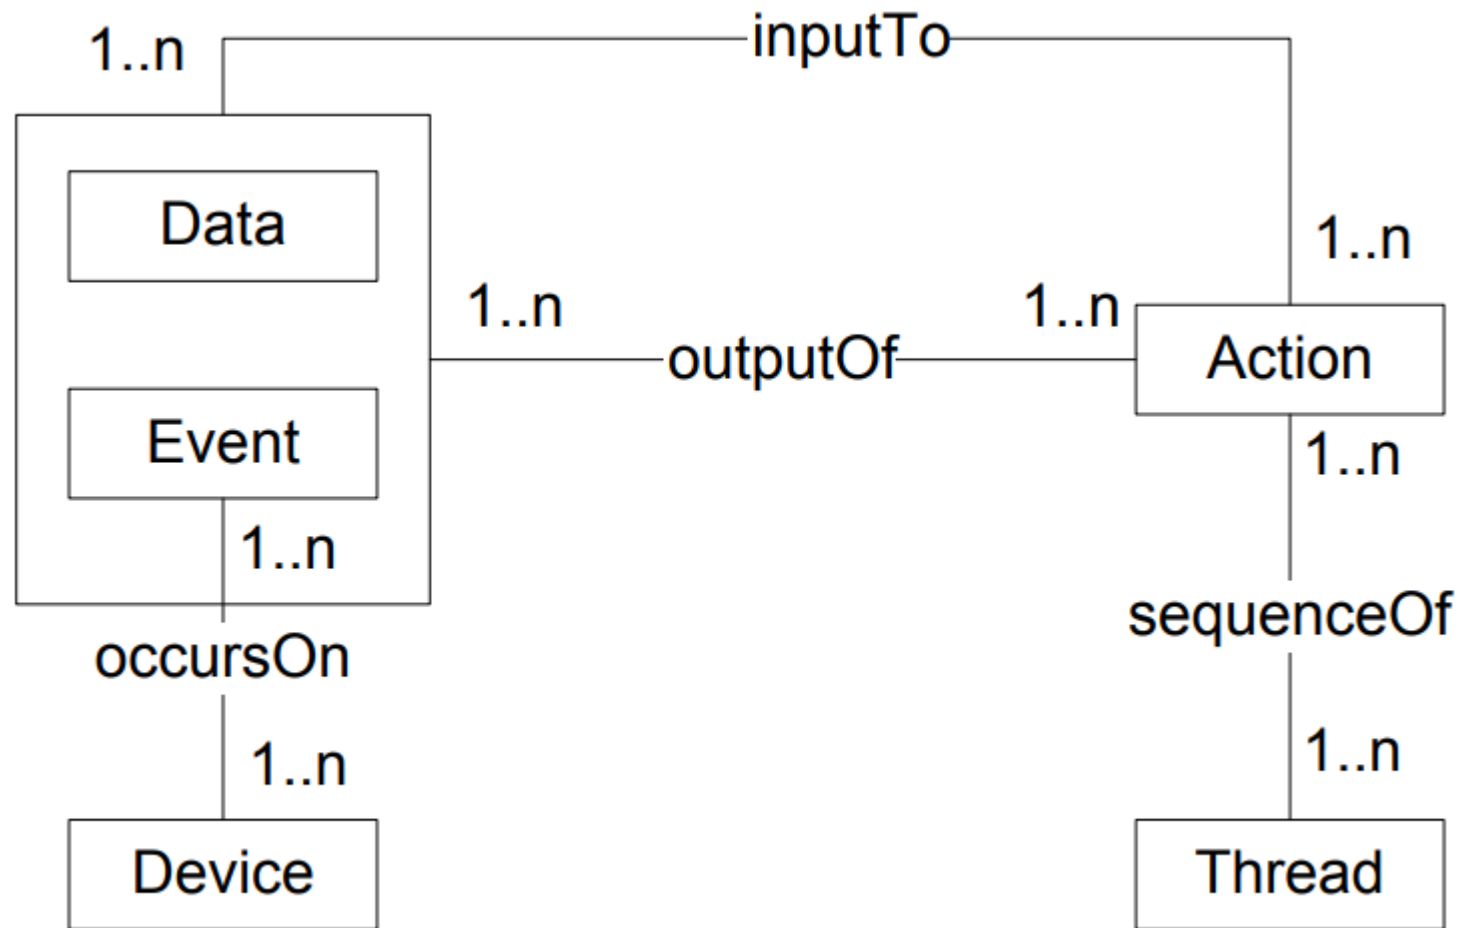 inputTo
1..n
Data
1..n
1..n
1..n
outputOf
Action
Event
1..n
1..n
sequenceOf
occursOn
1..n
1..n
Device
Thread